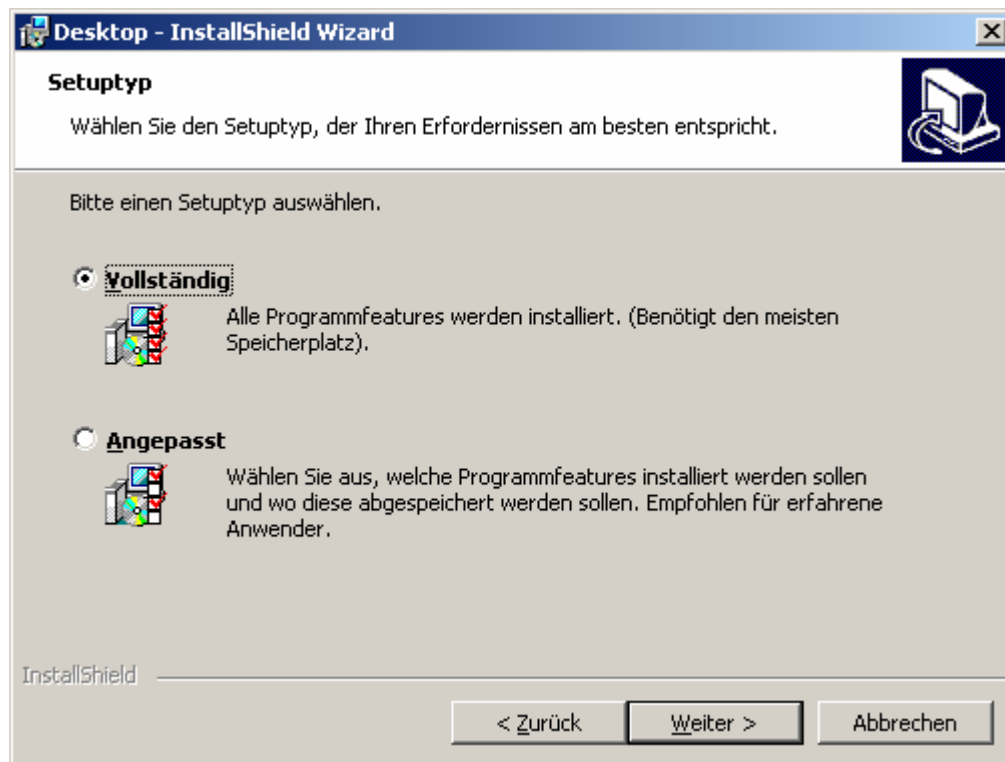 Desktop - InstallShield Wizard
Setuptyp
Wählen Sie den Setuptyp, der Ihren Erfordernissen am besten entspricht.
Bitte einen Setuptyp auswählen.
Vollständig
Alle Programmfeatures werden installiert. (Benötigt den meisten
Speicherplatz).
Angepasst
Wählen Sie aus, welche Programmfeatures installiert werden sollen
und wo diese abgespeichert werden sollen. Empfohlen für erfahrene
Anwender.
InstallShield
< Zurück
Weiter >
Abbrechen